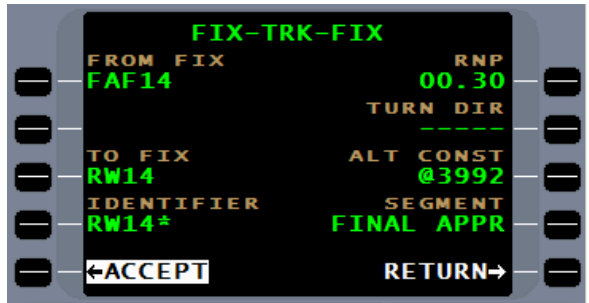 FIX-TRK-FIX
FROM FIX RNP
FAF14 00.30
TURN DIR
-----
TO FIX ALT CONST
RW14 @3992
IDENTIFIER SEGMENT
RW14* FINAL APPR
←ACCEPT RETURN→